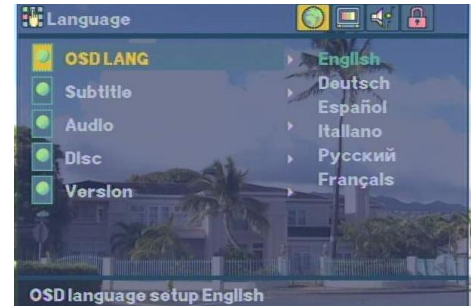 Language
OSD LANG
Subtitle
Audio
Disc
Version
English
Deutsch
Español
Italiano
Русский
Français
OSD language setup English